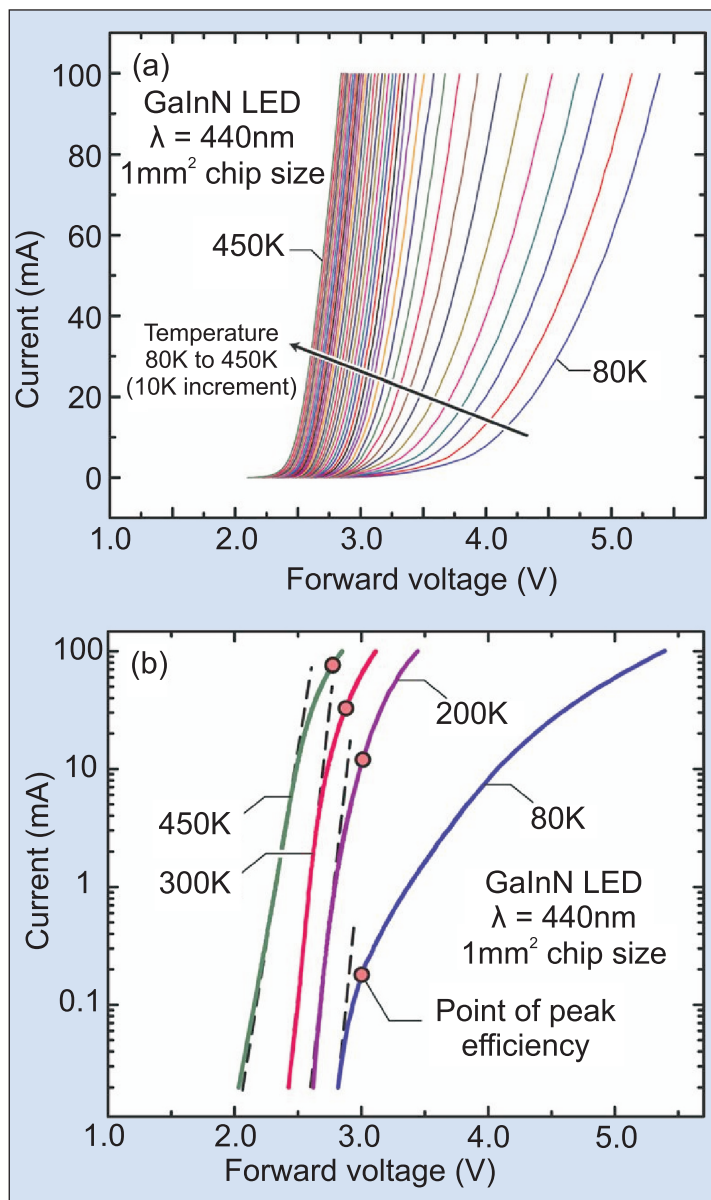 (a)
GaInN LED
λ = 440nm
1mm² chip size
450K
Temperature
80K to 450K
(10K increment)
80K
Current (mA)
100
80
60
40
20
0
1.0 2.0 3.0 4.0 5.0
Forward voltage (V)
(b)
200K
450K
80K
300K
GaInN LED
λ = 440nm
1mm² chip size
Point of peak
efficiency
Current (mA)
100
10
1
0.1
1.0 2.0 3.0 4.0 5.0
Forward voltage (V)